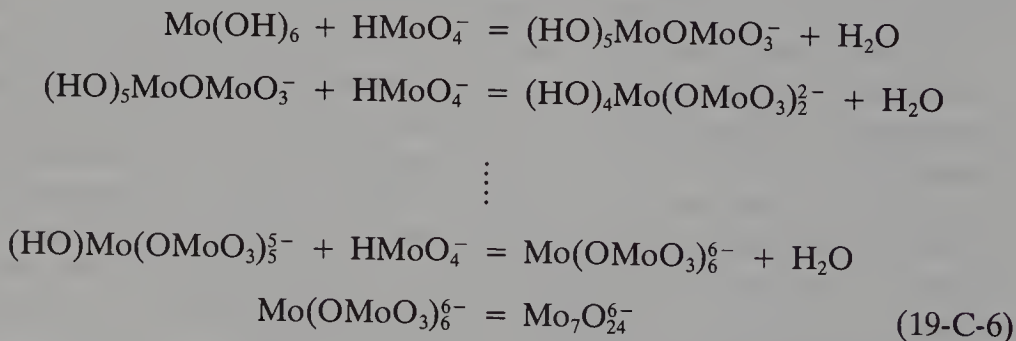 Mo(OH)₆ + HMoO₄⁻ = (HO)₅MoOMoO₃⁻ + H₂O
(HO)₅MoOMoO₃⁻ + HMoO₄⁻ = (HO)₄Mo(OMoO₃)₂²⁻ + H₂O
⋮
(HO)Mo(OMoO₃)₅⁵⁻ + HMoO₄⁻ = Mo(OMoO₃)₆⁶⁻ + H₂O
Mo(OMoO₃)₆⁶⁻ = Mo₇O₂₄⁶⁻ (19-C-6)